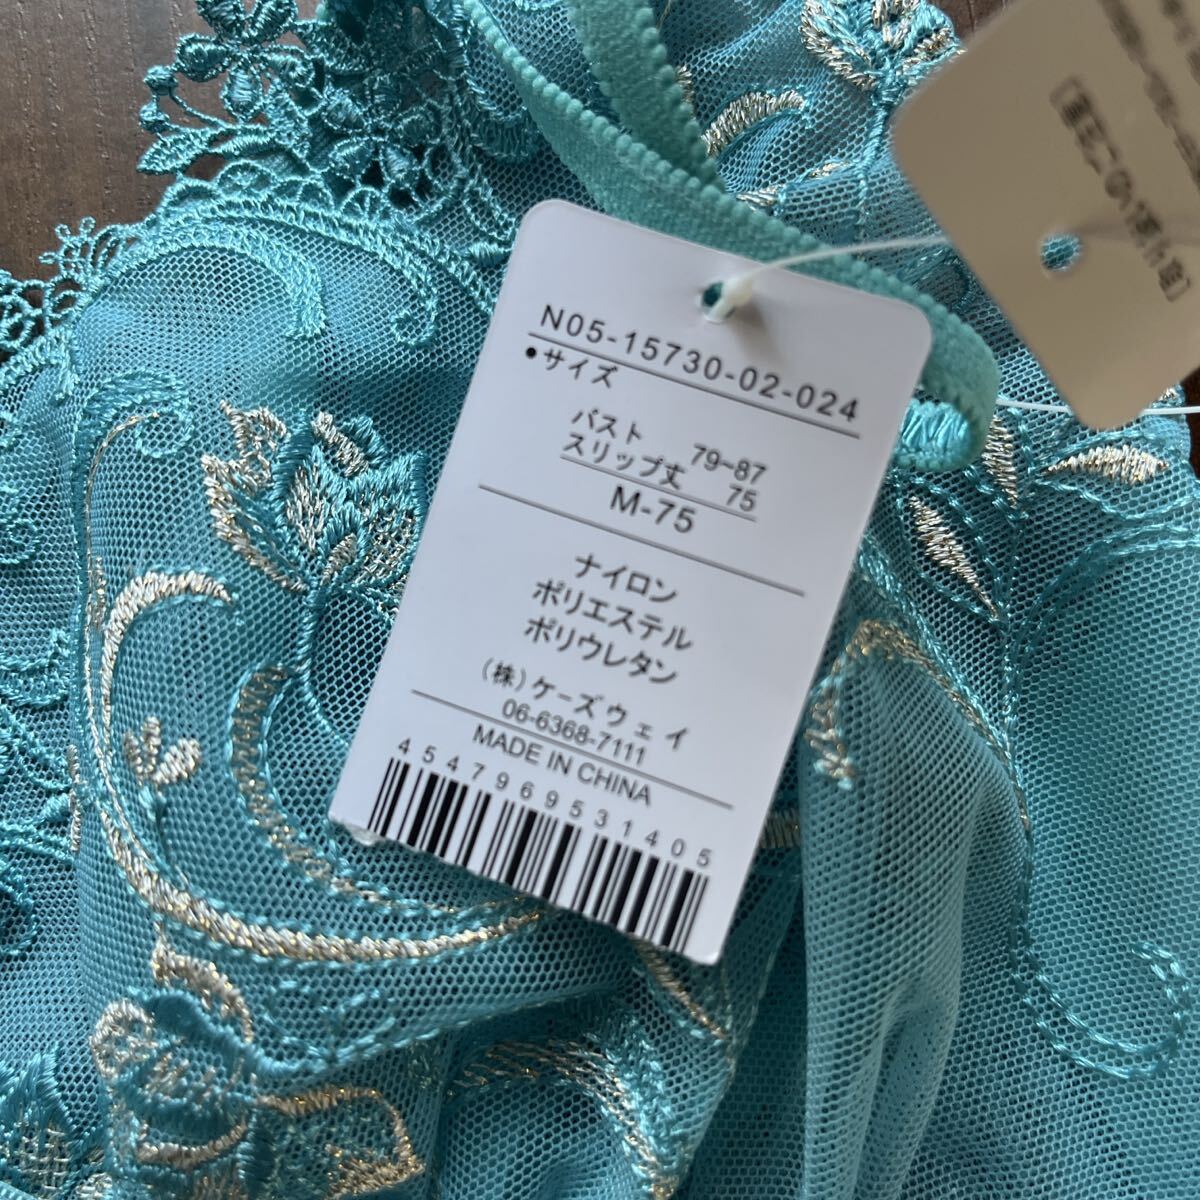 N05-15730-02-024
●サイズ
バスト 79~87
スリップ丈 75
M-75
ナイロン
ポリエステル
ポリウレタン
(株)ケーズウェイ
06-6368-7111
MADE IN CHINA
4547969531405